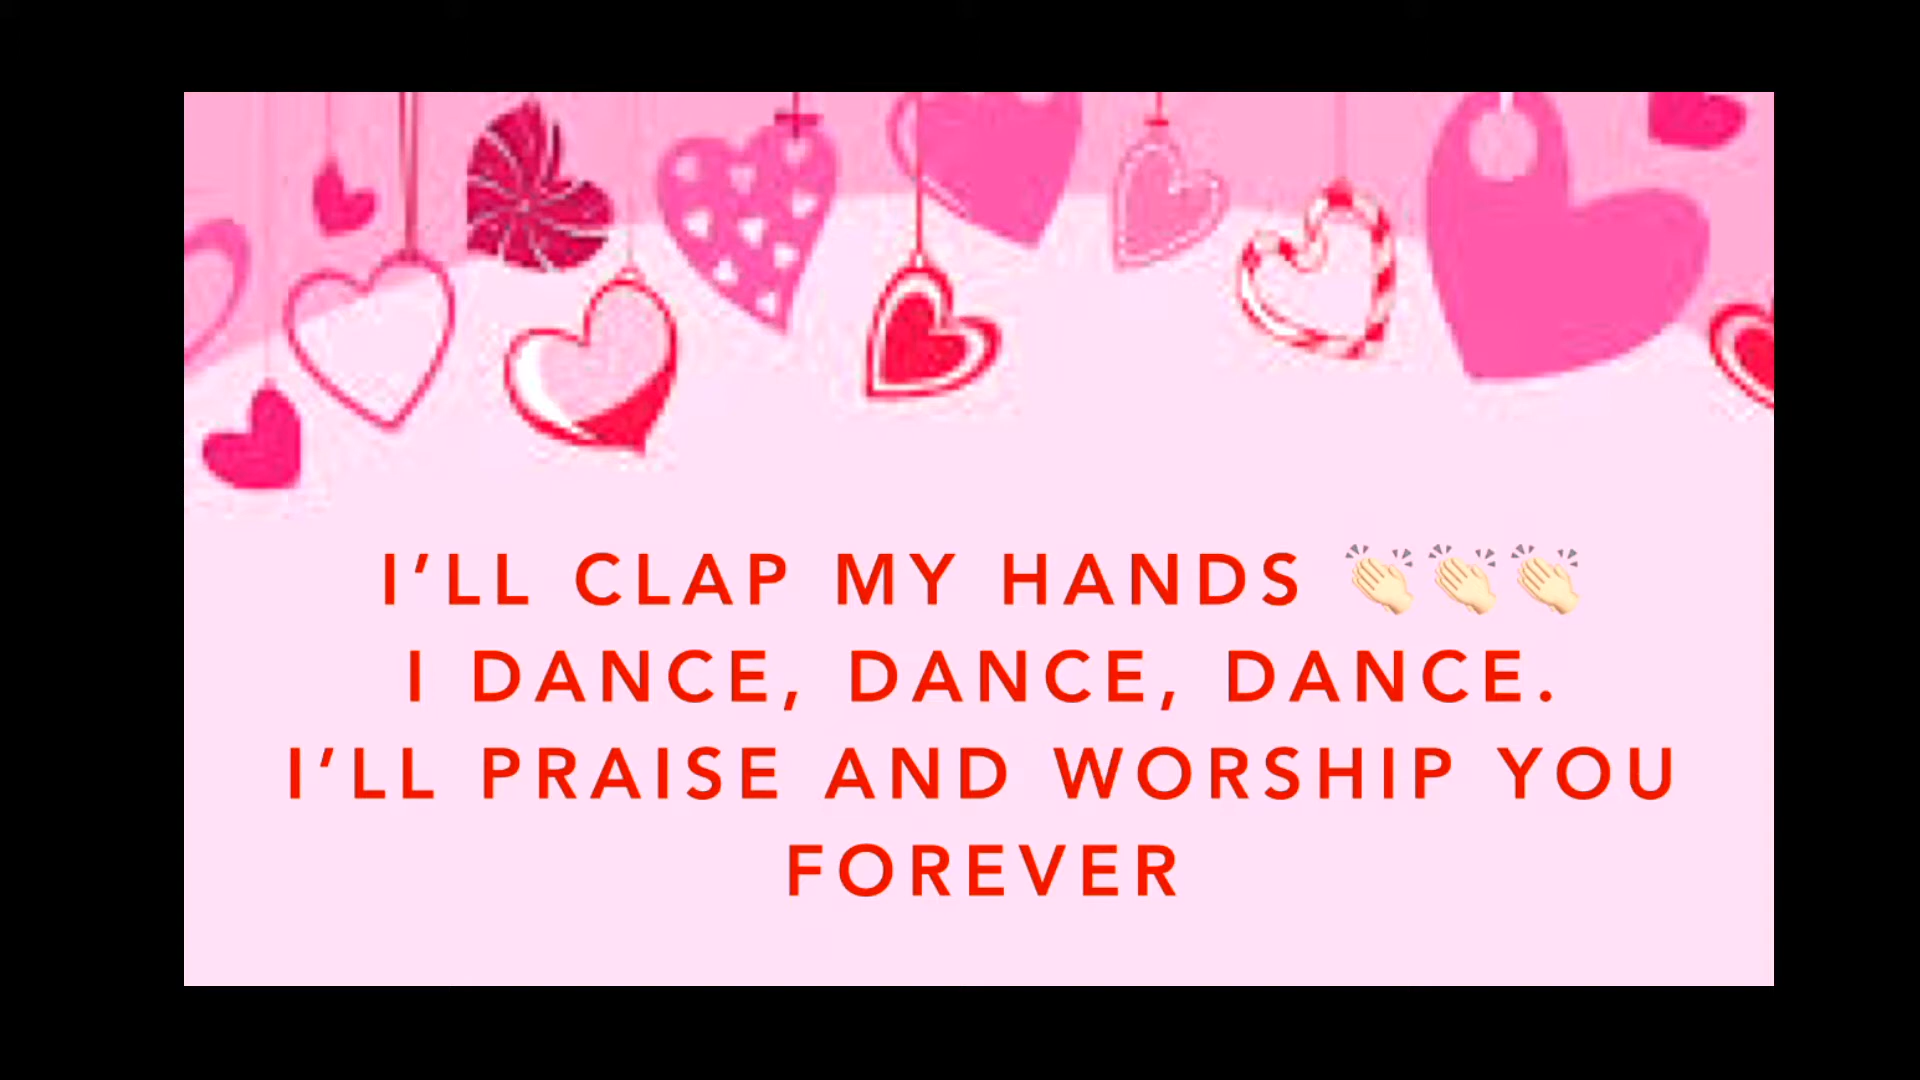 I’LL CLAP MY HANDS 👏🏻👏🏻👏🏻
I DANCE, DANCE, DANCE.
I’LL PRAISE AND WORSHIP YOU
FOREVER